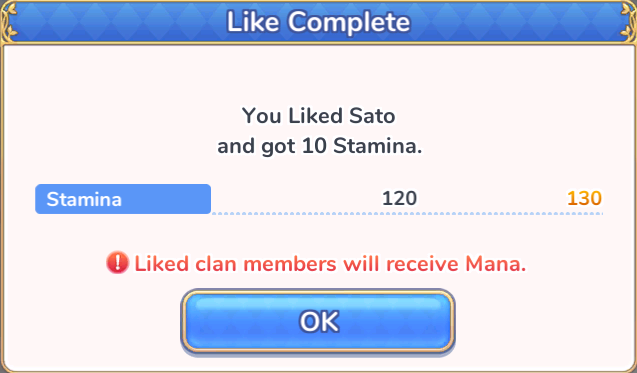 Like Complete
You Liked Sato
and got 10 Stamina.
Stamina 120 130
Liked clan members will receive Mana.
OK